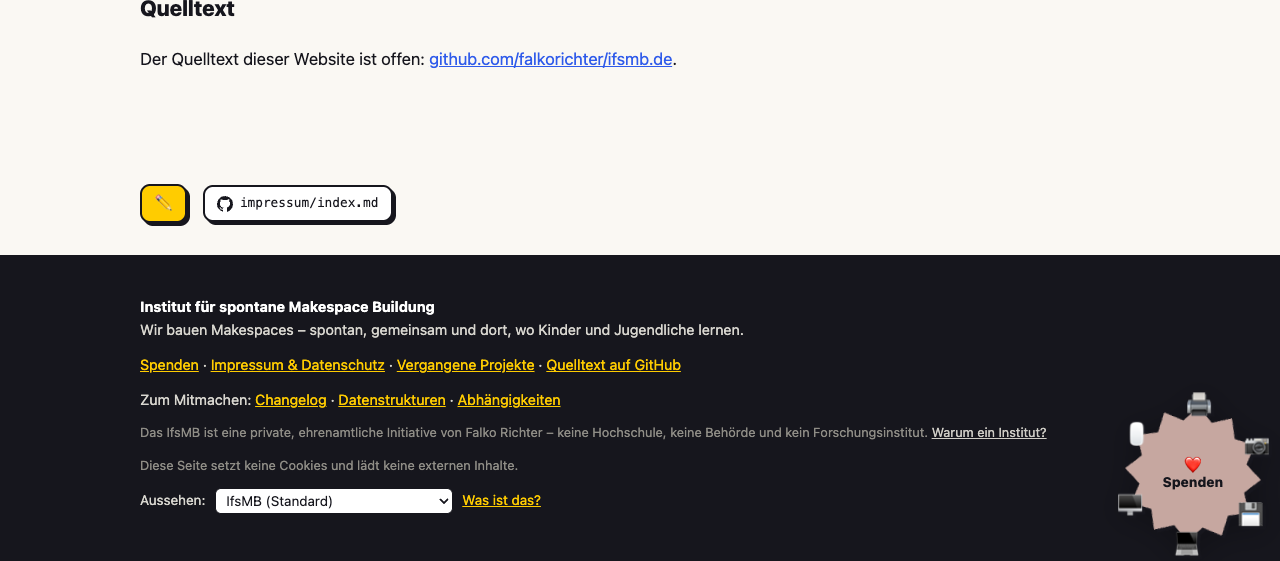 Quelltext
Der Quelltext dieser Website ist offen: github.com/falkorichter/ifsmb.de.
impressum/index.md
Institut für spontane Makespace Buildung
Wir bauen Makespaces – spontan, gemeinsam und dort, wo Kinder und Jugendliche lernen.
Spenden · Impressum & Datenschutz · Vergangene Projekte · Quelltext auf GitHub
Zum Mitmachen: Changelog · Datenstrukturen · Abhängigkeiten
Das IfsMB ist eine private, ehrenamtliche Initiative von Falko Richter – keine Hochschule, keine Behörde und kein Forschungsinstitut. Warum ein Institut?
Diese Seite setzt keine Cookies und lädt keine externen Inhalte.
Aussehen: IfsMB (Standard) Was ist das?
Spenden